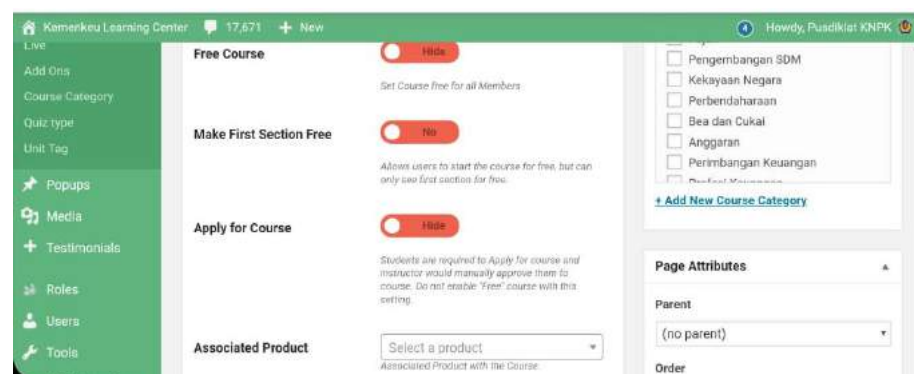 Kemenkeu Learning Center 17,671 + New Howdy, Pusdiklat KNPK
Live
Add Ons
Course Category
Quiz type
Unit Tag
Popups
Media
Testimonials
Roles
Users
Tools
Free Course
Hide
Set Course free for all Members
Make First Section Free
No
Allows users to start the course for free, but can
only see first section for free.
Apply for Course
Hide
Students are required to Apply for course and
instructor would manually approve them to
course. Do not enable "Free" course with this
setting.
Associated Product
Select a product
Associated Product with the Course.
Pengembangan SDM
Kekayaan Negara
Perbendaharaan
Bea dan Cukai
Anggaran
Perimbangan Keuangan
+ Add New Course Category
Page Attributes
Parent
(no parent)
Order